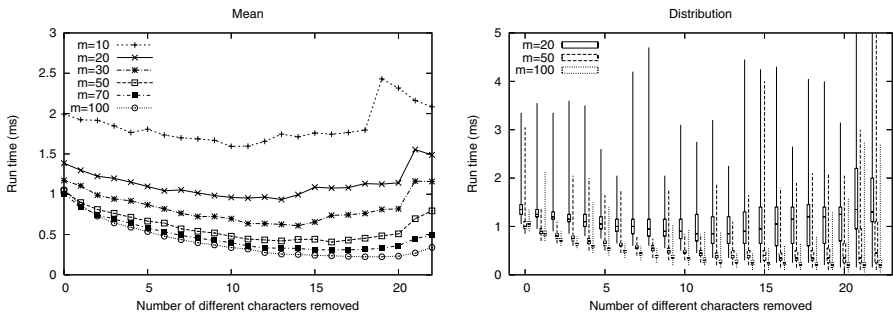 Mean
3
2.5
2
1.5
1
0.5
0
Run time (ms)
m=10
m=20
m=30
m=50
m=70
m=100
0 5 10 15 20
Number of different characters removed
Distribution
5
4
3
2
1
0
Run time (ms)
m=20
m=50
m=100
0 5 10 15 20
Number of different characters removed